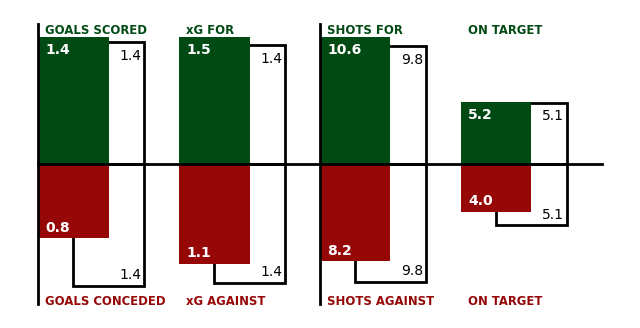 GOALS SCORED xG FOR SHOTS FOR ON TARGET
1.4 1.4 1.5 1.4 10.6 9.8 5.2 5.1
0.8 1.4 1.1 1.4 8.2 9.8 4.0 5.1
GOALS CONCEDED xG AGAINST SHOTS AGAINST ON TARGET